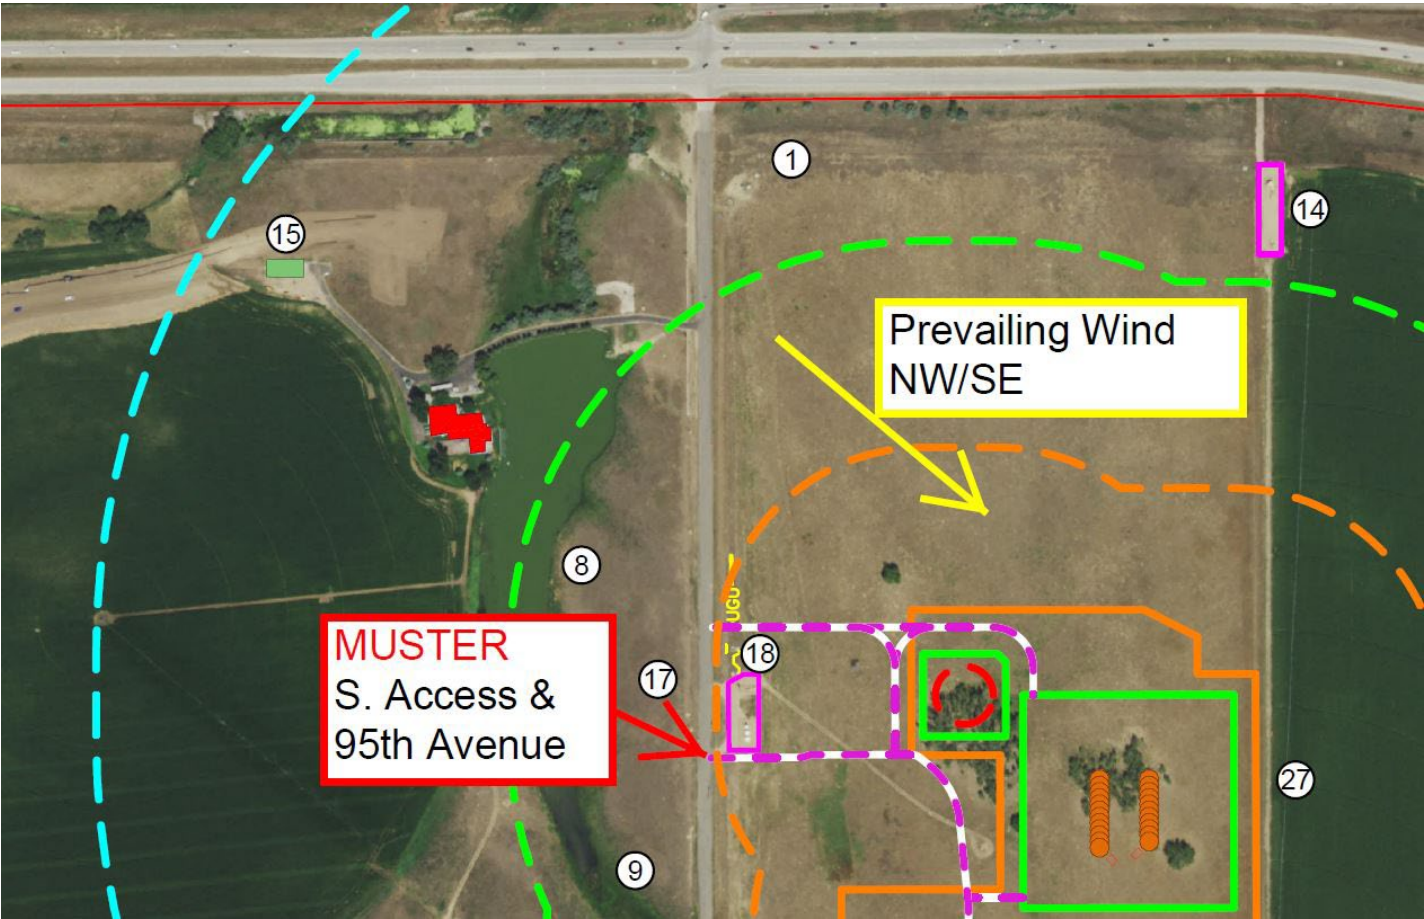 1
14
15
Prevailing Wind
NW/SE
8
UGU
MUSTER
S. Access &
95th Avenue
18
17
27
9